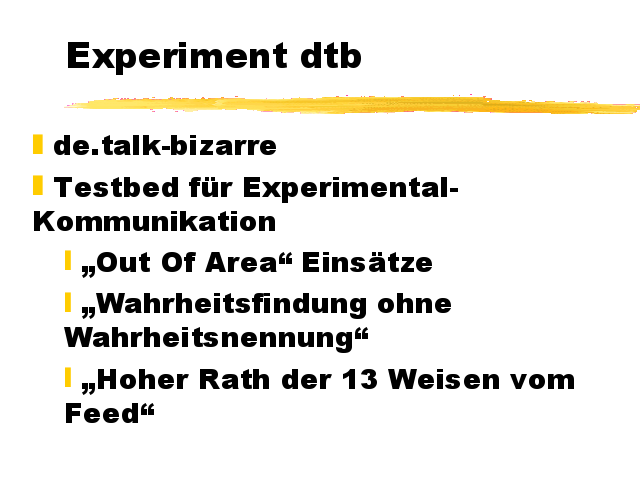 Experiment dtb
de.talk-bizarre
Testbed für Experimental-
Kommunikation
„Out Of Area“ Einsätze
„Wahrheitsfindung ohne
Wahrheitsnennung“
„Hoher Rath der 13 Weisen vom
Feed“